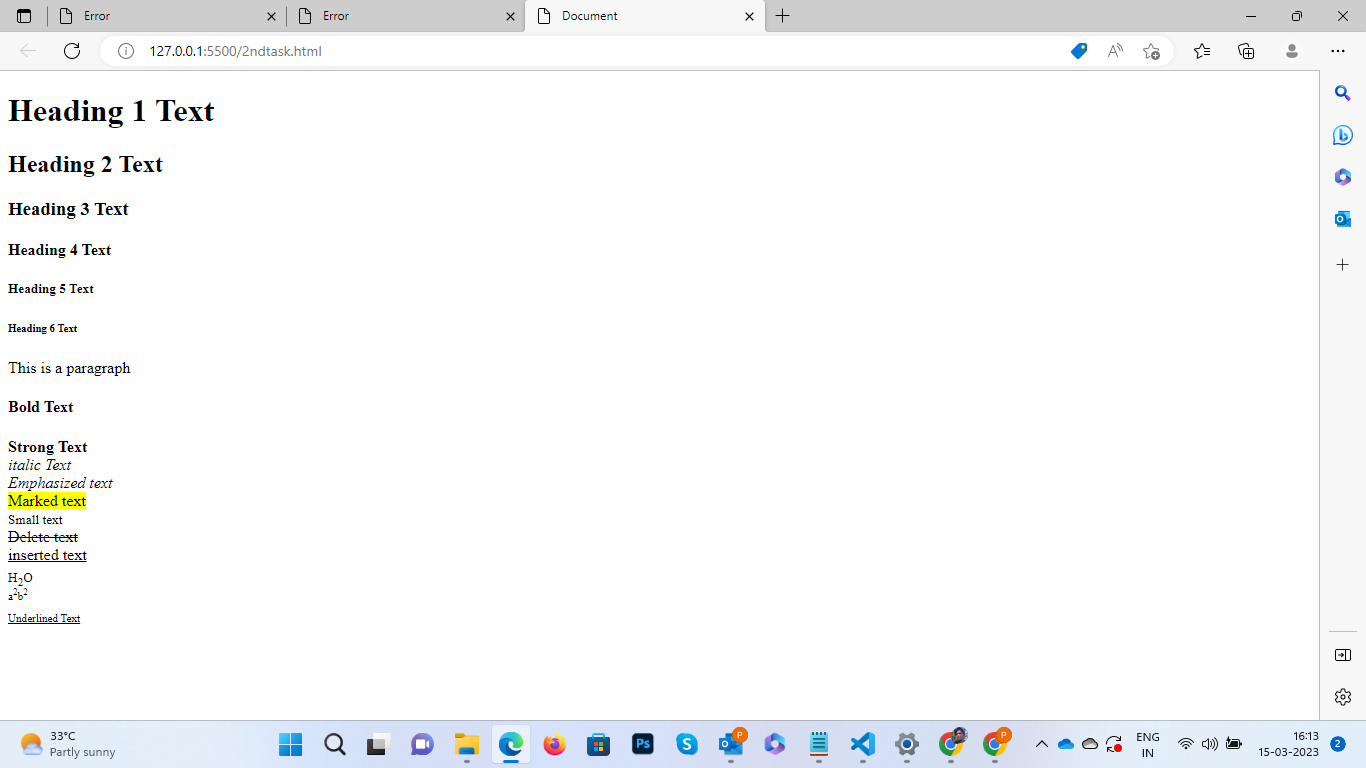 Error
Error
Document
127.0.0.1:5500/2ndtask.html
Heading 1 Text
Heading 2 Text
Heading 3 Text
Heading 4 Text
Heading 5 Text
Heading 6 Text
This is a paragraph
Bold Text
Strong Text
italic Text
Emphasized text
Marked text
Small text
Delete text
inserted text
H₂O
a²b²
Underlined Text
33°C
Partly sunny
Ps
S
P
P
ENG
IN
16:13
15-03-2023
2